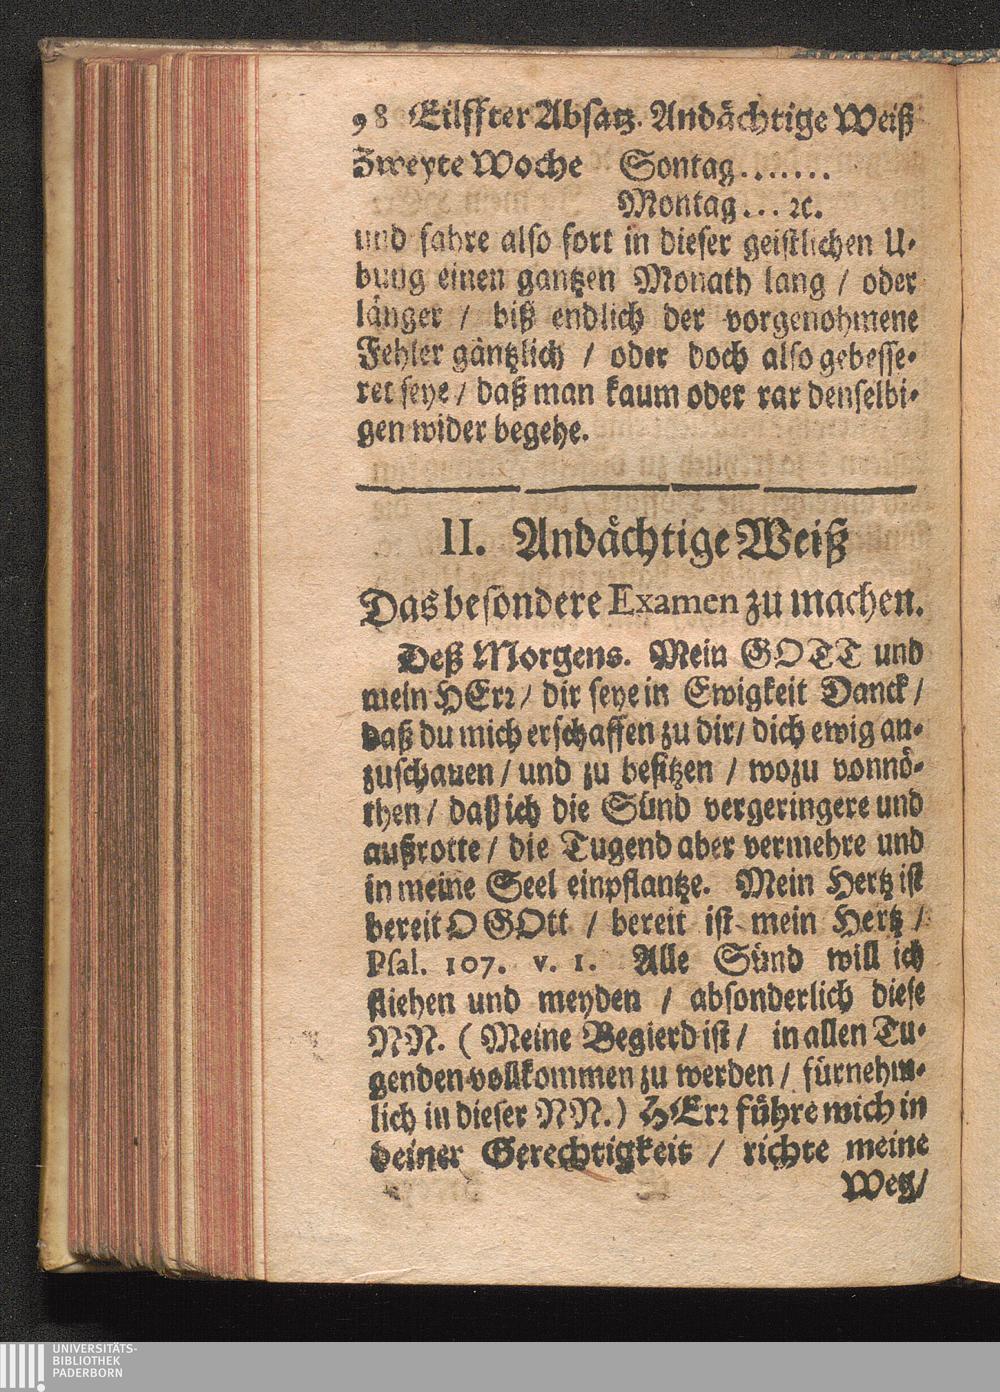 98 Eilffter Absatz. Andächtige Weiß
Zweyte Woche Sontag.......
Montag... ꝛc.
und fahre also fort in dieser geistlichen U-
bung einen gantzen Monath lang / oder
länger / biß endlich der vorgenohmene
Fehler gäntzlich / oder doch also gebesse-
ret seye / daß man kaum oder rar denselbi-
gen wider begehe.
II. Andächtige Weiß
Das besondere Examen zu machen.
Deß Morgens. Mein GOTT und
mein HErꝛ / dir seye in Ewigkeit Danck /
daß du mich erschaffen zu dir / dich ewig an-
zuschauen / und zu besitzen / wozu vonnö-
then / daß ich die Sünd vergeringere und
außrotte / die Tugend aber vermehre und
in meine Seel einpflantze. Mein Hertz ist
bereit O GOtt / bereit ist mein Hertz /
Psal. 107. v. 1. Alle Sünd will ich
fliehen und meyden / absonderlich diese
NN. (Meine Begierd ist / in allen Tu-
genden vollkommen zu werden / fürnehm-
lich in dieser NN.) HErꝛ führe mich in
deiner Gerechtigkeit / richte meine
Weg /
UNIVERSITÄTS-
BIBLIOTHEK
PADERBORN